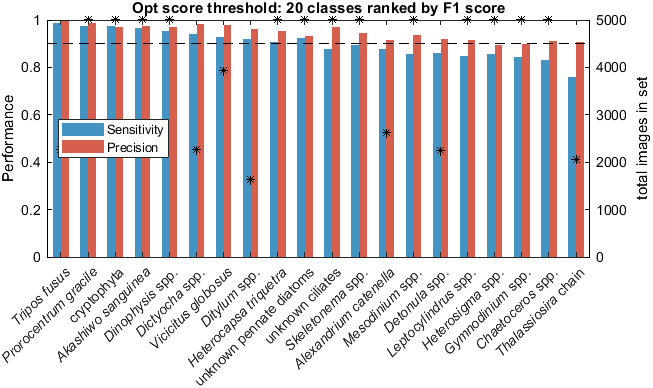 Opt score threshold: 20 classes ranked by F1 score
Performance
1
0.8
0.6
0.4
0.2
0
Sensitivity
Precision
5000
4000
3000
2000
1000
0
total images in set
Tripos fusus
Prorocentrum gracile
cryptophyta
Akashiwo sanguinea
Dinophysis spp.
Dictyocha spp.
Vicicitus globosus
Ditylum spp.
Heterocapsa triquetra
unknown pennate diatoms
unknown ciliates
Skeletonema spp.
Alexandrium catenella
Mesodinium spp.
Detonula spp.
Leptocylindrus spp.
Heterosigma spp.
Gymnodinium spp.
Chaetoceros spp.
Thalassiosira chain